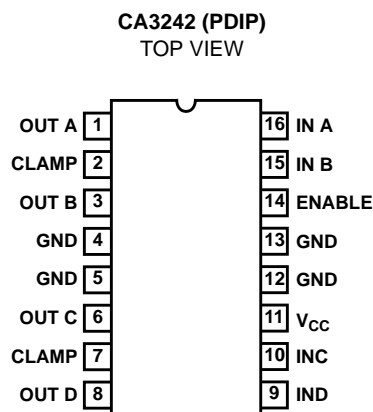 CA3242 (PDIP)
TOP VIEW
OUT A 1 16 IN A
CLAMP 2 15 IN B
OUT B 3 14 ENABLE
GND 4 13 GND
GND 5 12 GND
OUT C 6 11 VCC
CLAMP 7 10 INC
OUT D 8 9 IND